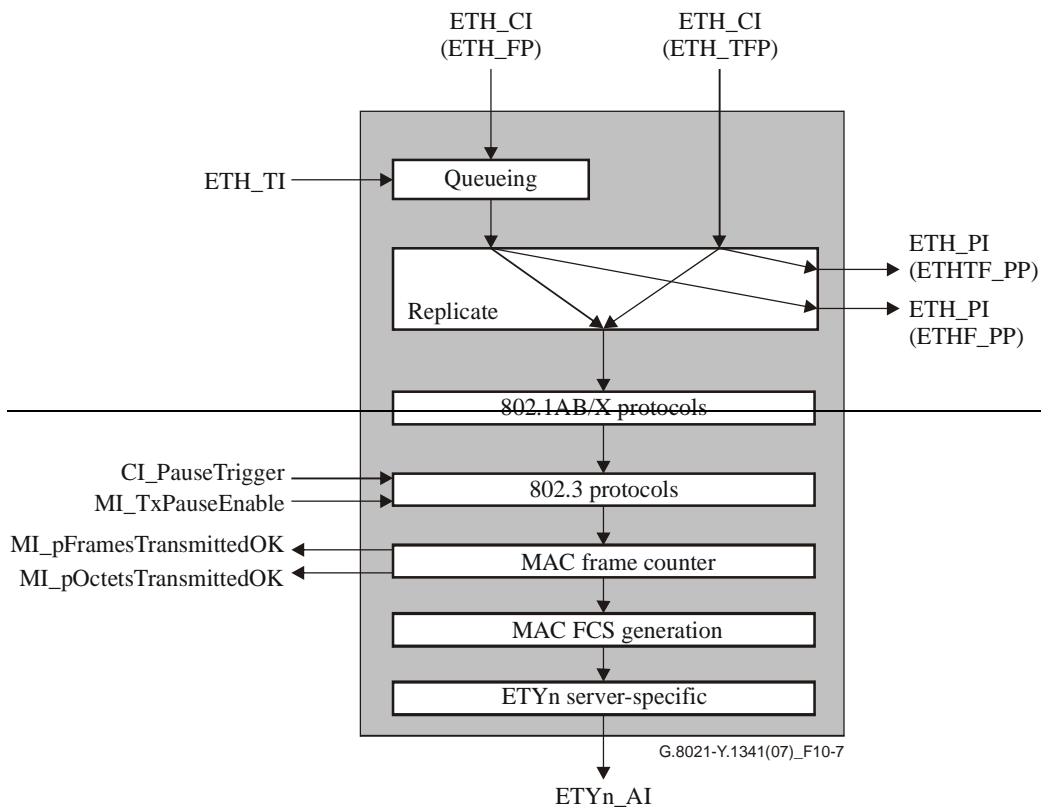 ETH_CI
(ETH_FP)
ETH_CI
(ETH_TFP)
ETH_TI
Queueing
ETH_PI
(ETHTF_PP)
Replicate
ETH_PI
(ETHF_PP)
802.1AB/X protocols
CI_PauseTrigger
802.3 protocols
MI_TxPauseEnable
MI_pFramesTransmittedOK
MAC frame counter
MI_pOctetsTransmittedOK
MAC FCS generation
ETYn server-specific
G.8021-Y.1341(07)_F10-7
ETYn_AI